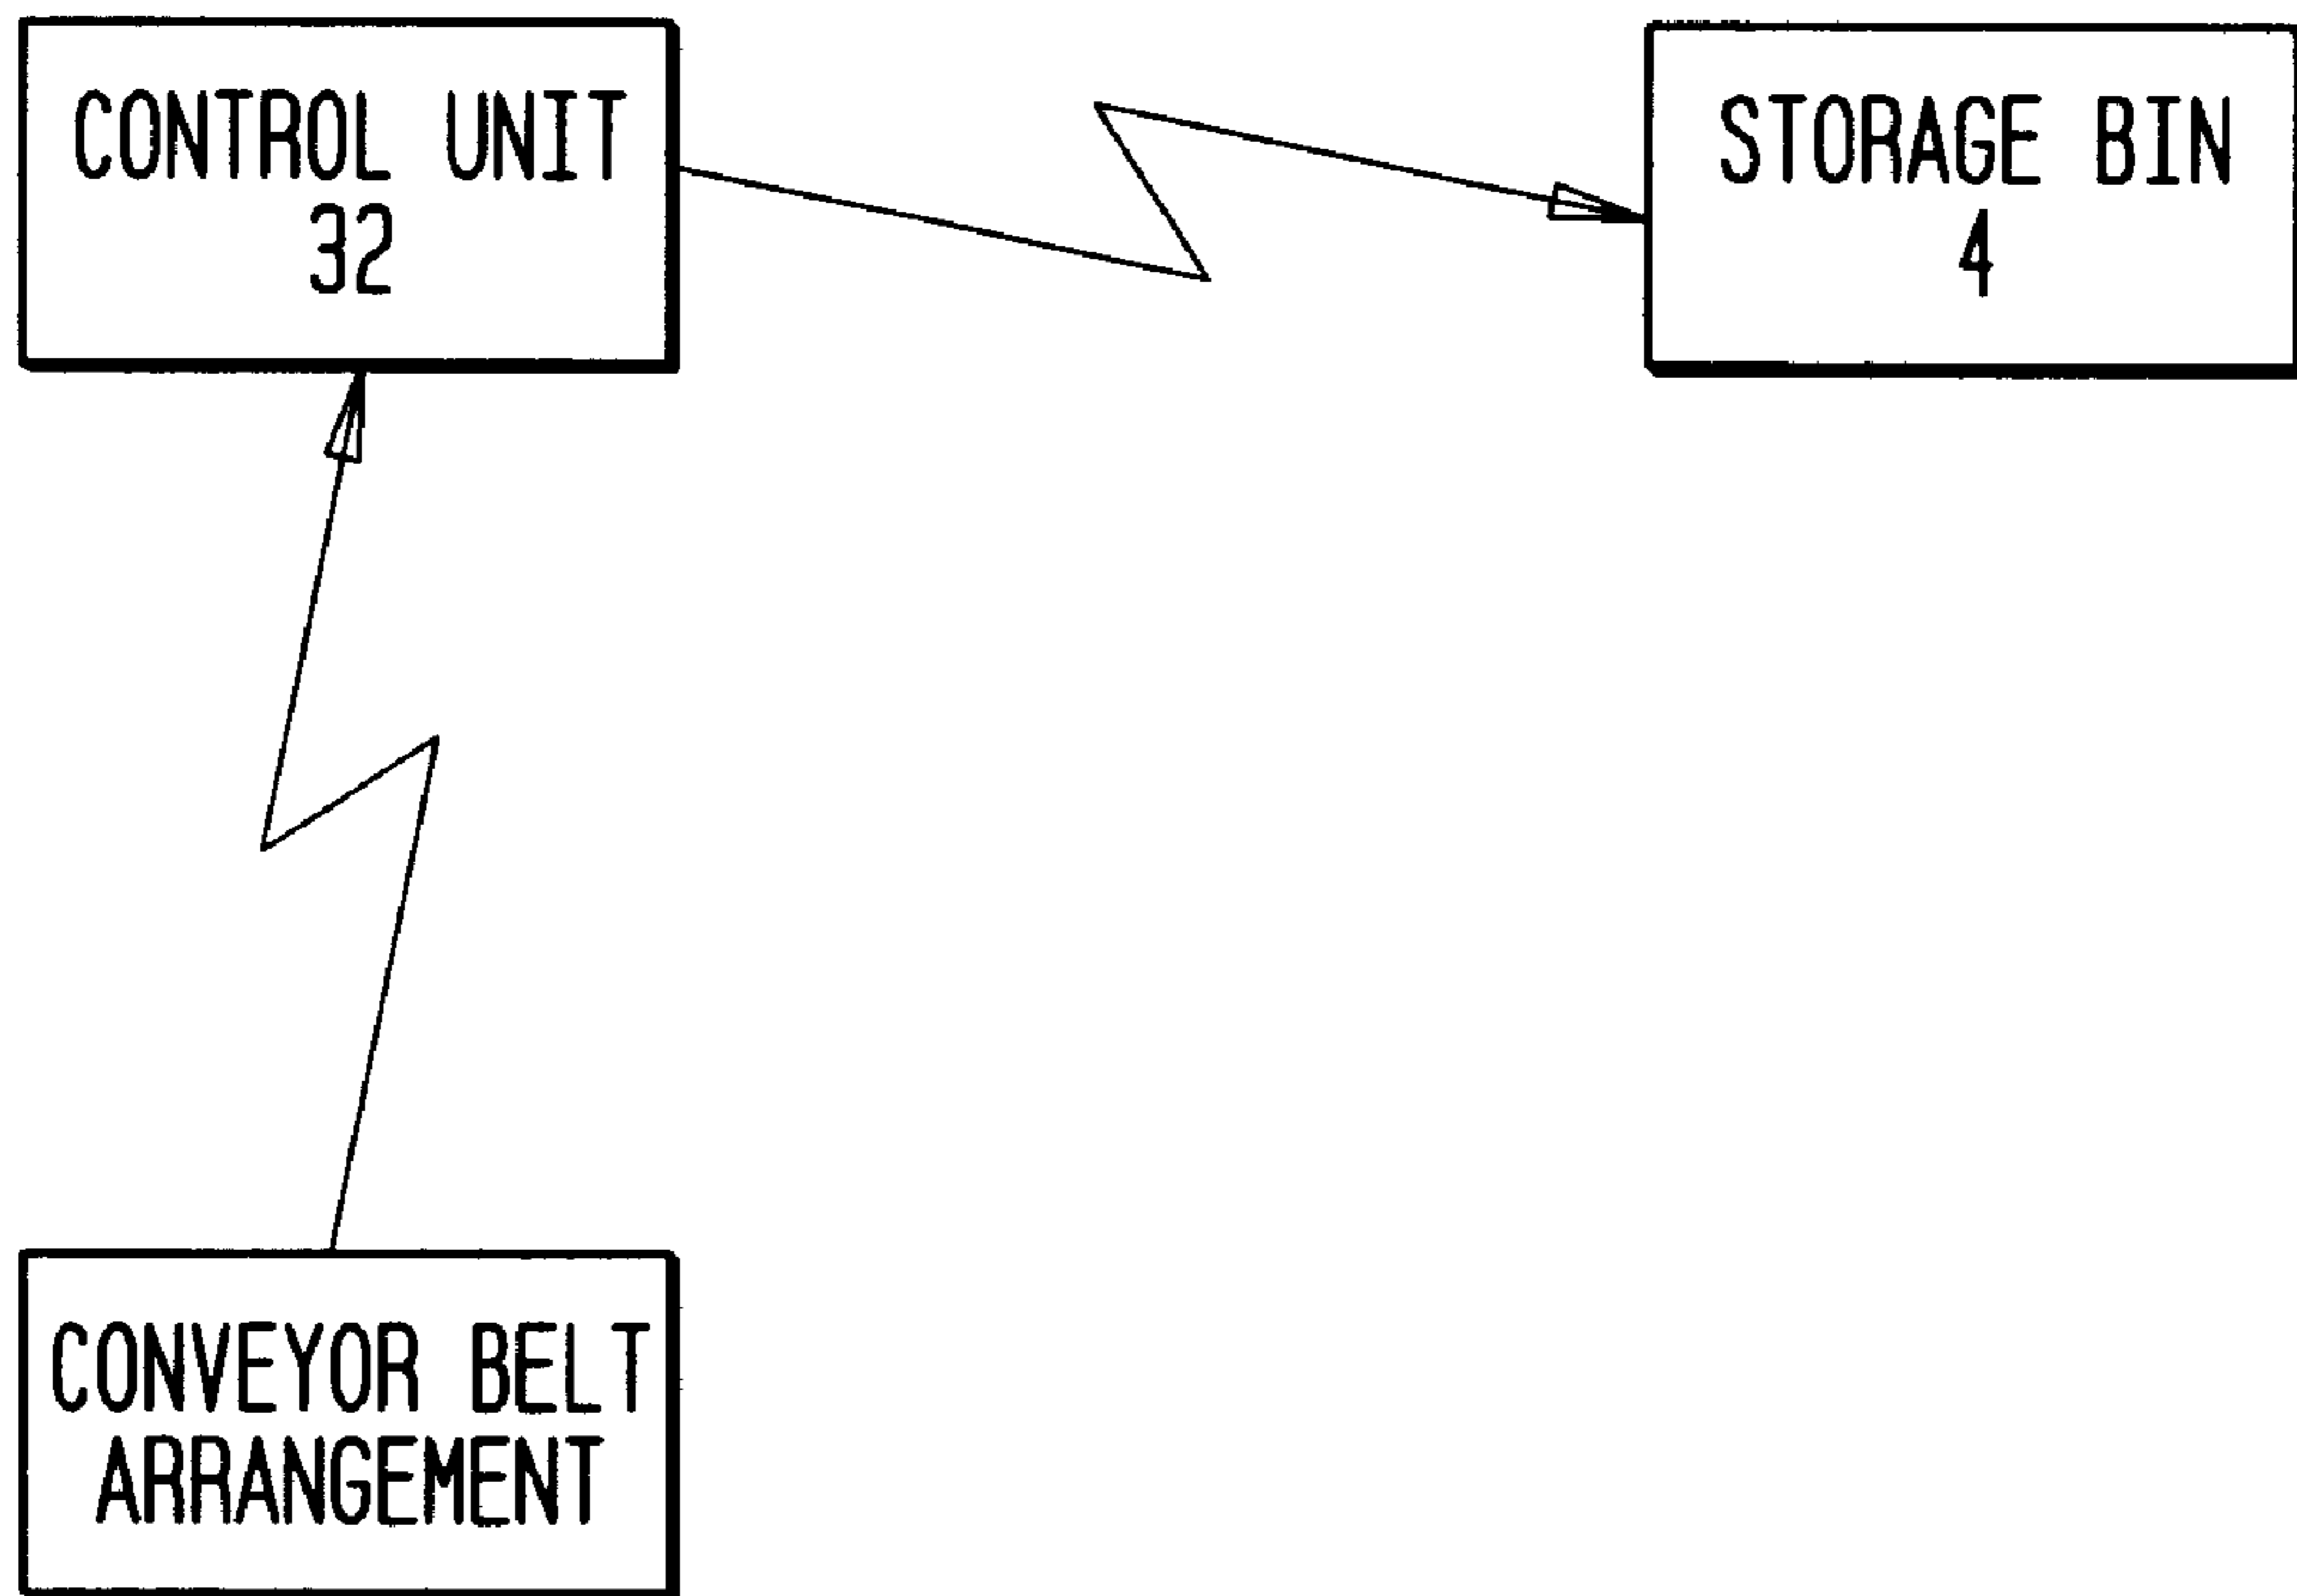 CONTROL UNIT
32
STORAGE BIN
4
CONVEYOR BELT
ARRANGEMENT